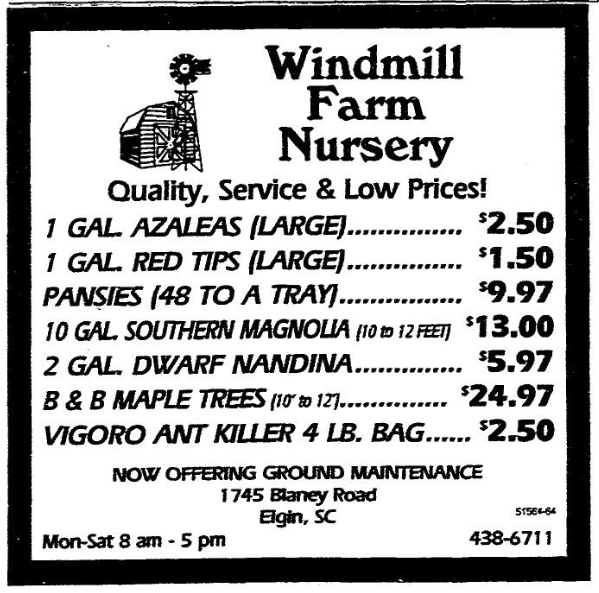 Windmill
Farm
Nursery
Quality, Service & Low Prices!
1 GAL. AZALEAS (LARGE)............... $2.50
1 GAL. RED TIPS (LARGE)............... $1.50
PANSIES (48 TO A TRAY)................. $9.97
10 GAL. SOUTHERN MAGNOLIA (10 to 12 FEET) $13.00
2 GAL. DWARF NANDINA.............. $5.97
B & B MAPLE TREES (10' to 12')............... $24.97
VIGORO ANT KILLER 4 LB. BAG...... $2.50
NOW OFFERING GROUND MAINTENANCE
1745 Blaney Road
Elgin, SC
51564-64
Mon-Sat 8 am - 5 pm 438-6711